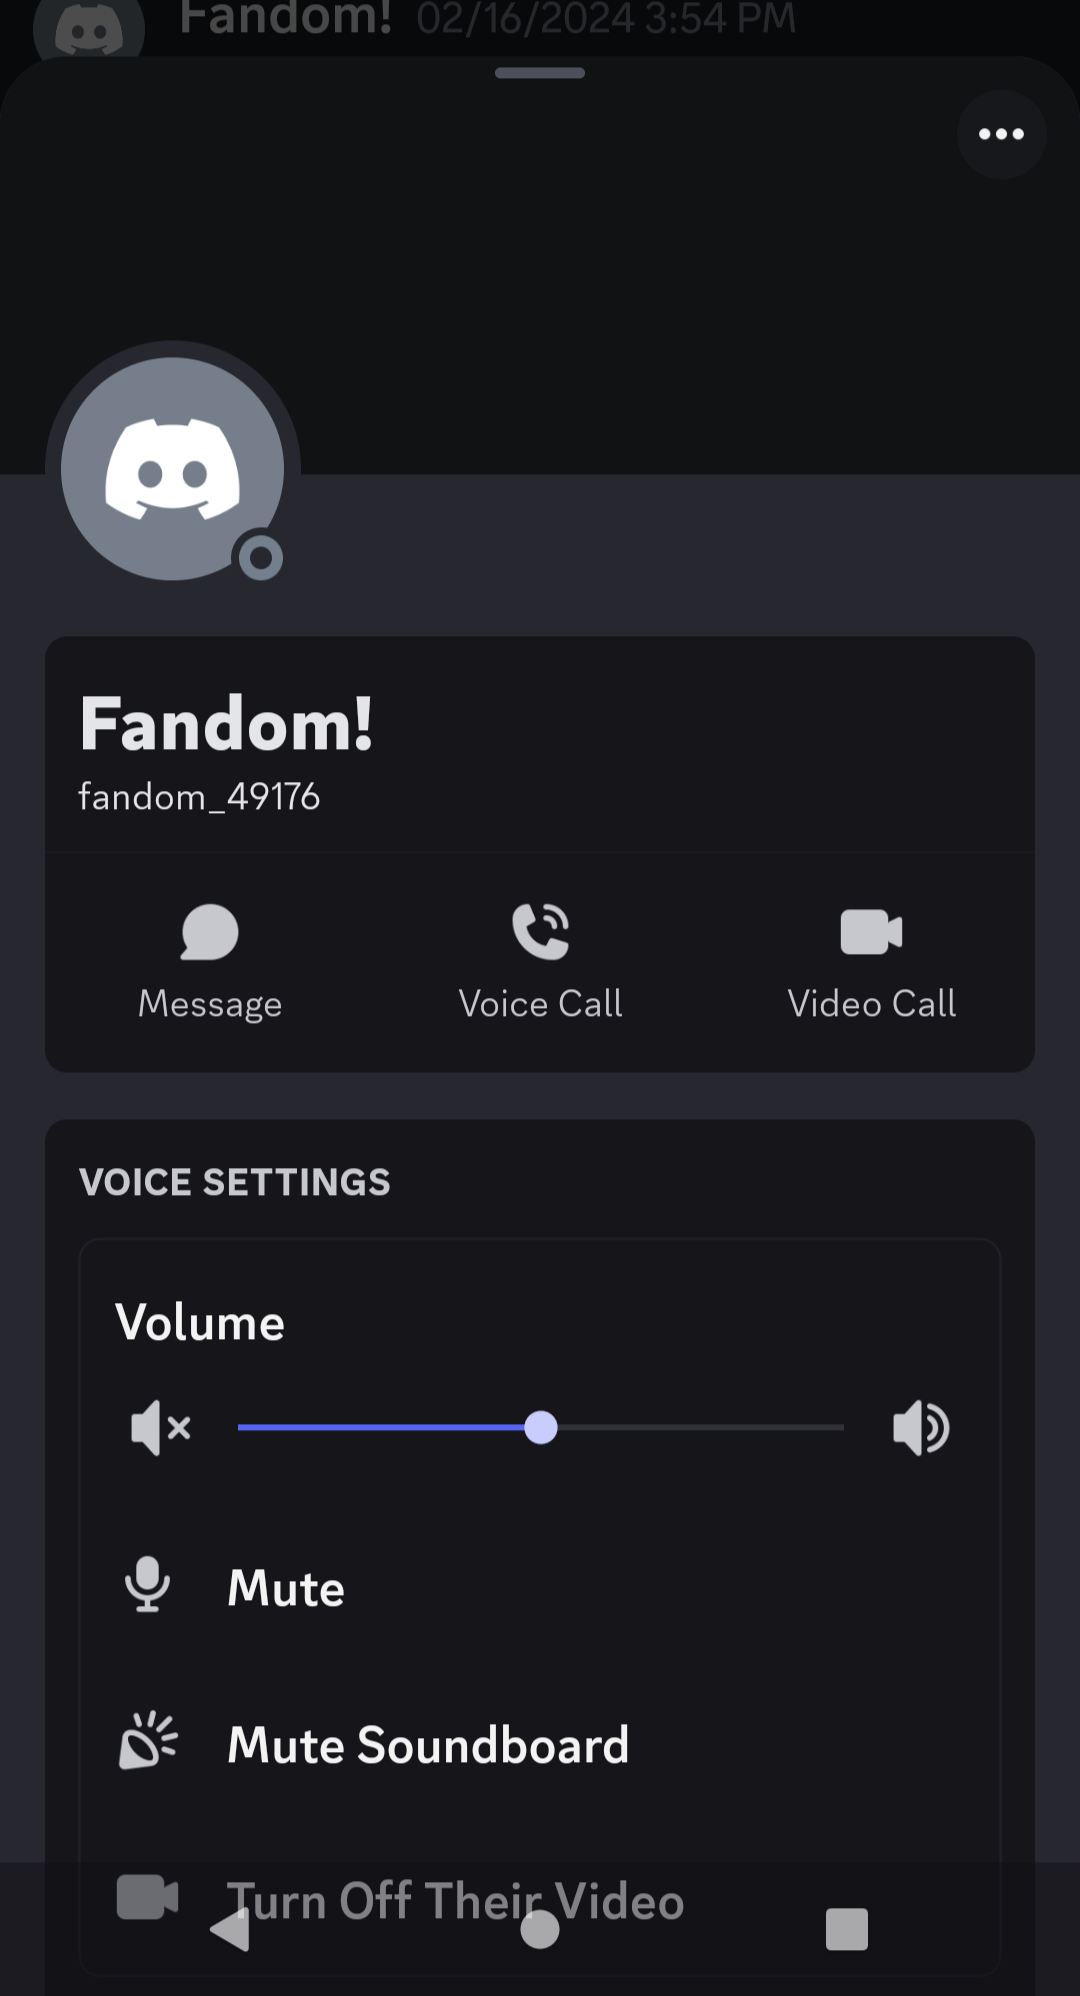 Fandom! 02/16/2024 3:54 PM
Fandom!
fandom_49176
Message Voice Call Video Call
VOICE SETTINGS
Volume
Mute
Mute Soundboard
Turn Off Their Video